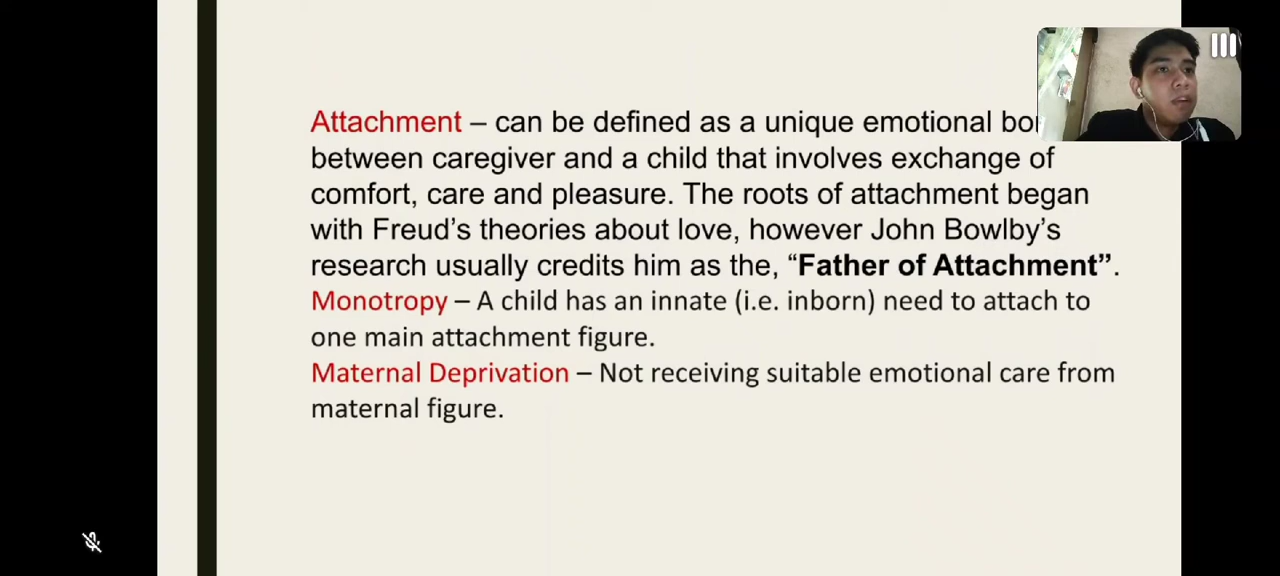 Attachment – can be defined as a unique emotional
between caregiver and a child that involves exchange of
comfort, care and pleasure. The roots of attachment began
with Freud’s theories about love, however John Bowlby’s
research usually credits him as the, “Father of Attachment”.
Monotropy – A child has an innate (i.e. inborn) need to attach to
one main attachment figure.
Maternal Deprivation – Not receiving suitable emotional care from
maternal figure.